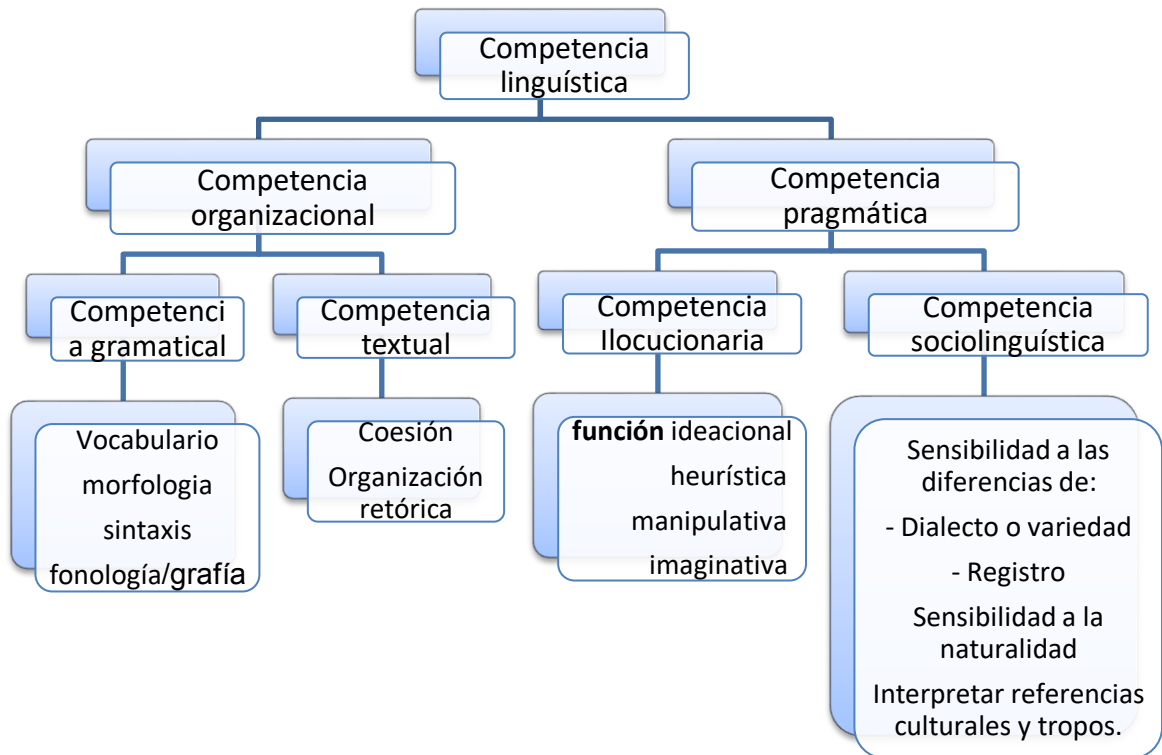 Competencia
linguística
Competencia
organizacional
Competencia
pragmática
Competenci
a gramatical
Competencia
textual
Competencia
Ilocucionaria
Competencia
sociolinguística
Vocabulario
morfologia
sintaxis
fonología/grafía
Coesión
Organización
retórica
función ideacional
heurística
manipulativa
imaginativa
Sensibilidad a las
diferencias de:
- Dialecto o variedad
- Registro
Sensibilidad a la
naturalidad
Interpretar referencias
culturales y tropos.